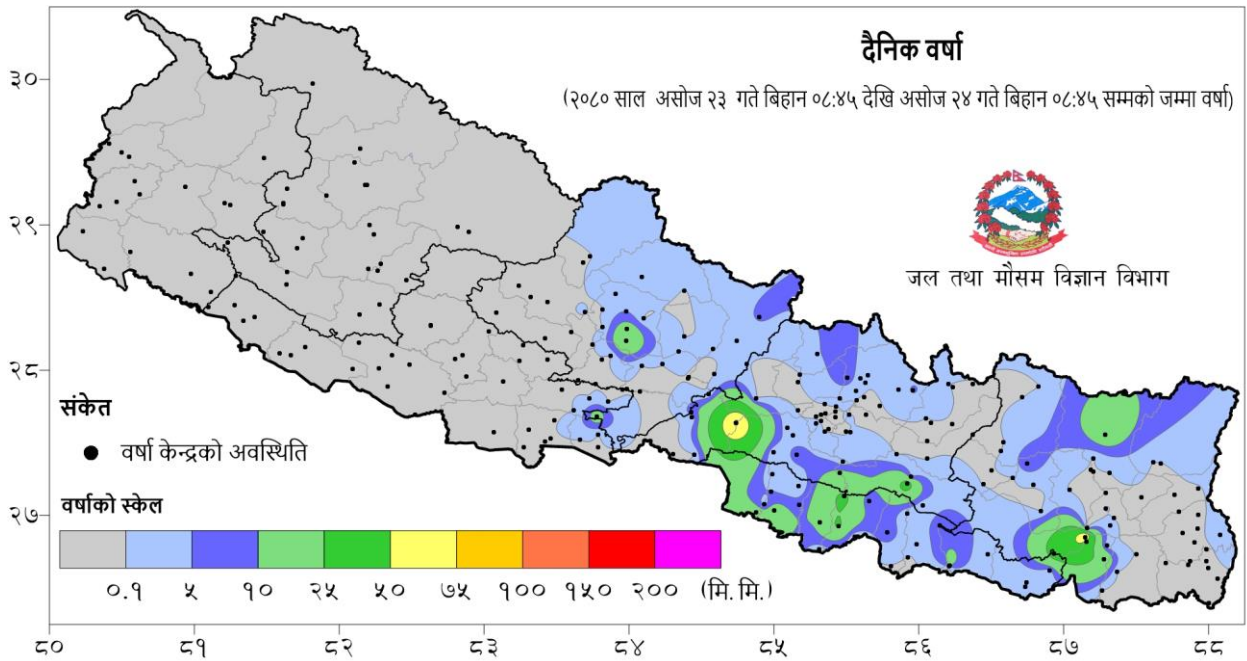 दैनिक वर्षा
(२०८० साल असोज २३ गते बिहान ०८:४५ देखि असोज २४ गते बिहान ०८:४५ सम्मको जम्मा वर्षा)
जल तथा मौसम विज्ञान विभाग
३०
२९
२८
२७
संकेत
वर्षा केन्द्रको अवस्थिति
वर्षाको स्केल
०.१ ५ १० २५ ५० ७५ १०० १५० २०० (मि.मि.)
८० ८१ ८२ ८३ ८४ ८५ ८६ ८७ ८८